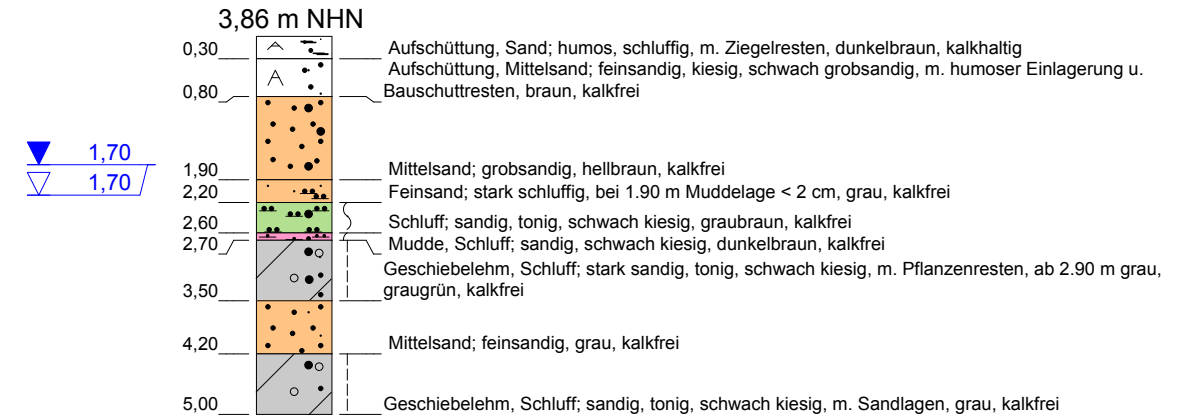 3,86 m NHN
0,30 Aufschüttung, Sand; humos, schluffig, m. Ziegelresten, dunkelbraun, kalkhaltig
Aufschüttung, Mittelsand; feinsandig, kiesig, schwach grobsandig, m. humoser Einlagerung u.
0,80 Bauschuttresten, braun, kalkfrei
1,70
1,70
1,90 Mittelsand; grobsandig, hellbraun, kalkfrei
2,20 Feinsand; stark schluffig, bei 1.90 m Muddelage < 2 cm, grau, kalkfrei
2,60 Schluff; sandig, tonig, schwach kiesig, graubraun, kalkfrei
2,70 Mudde, Schluff; sandig, schwach kiesig, dunkelbraun, kalkfrei
Geschiebelehm, Schluff; stark sandig, tonig, schwach kiesig, m. Pflanzenresten, ab 2.90 m grau,
3,50 graugrün, kalkfrei
4,20 Mittelsand; feinsandig, grau, kalkfrei
5,00 Geschiebelehm, Schluff; sandig, tonig, schwach kiesig, m. Sandlagen, grau, kalkfrei